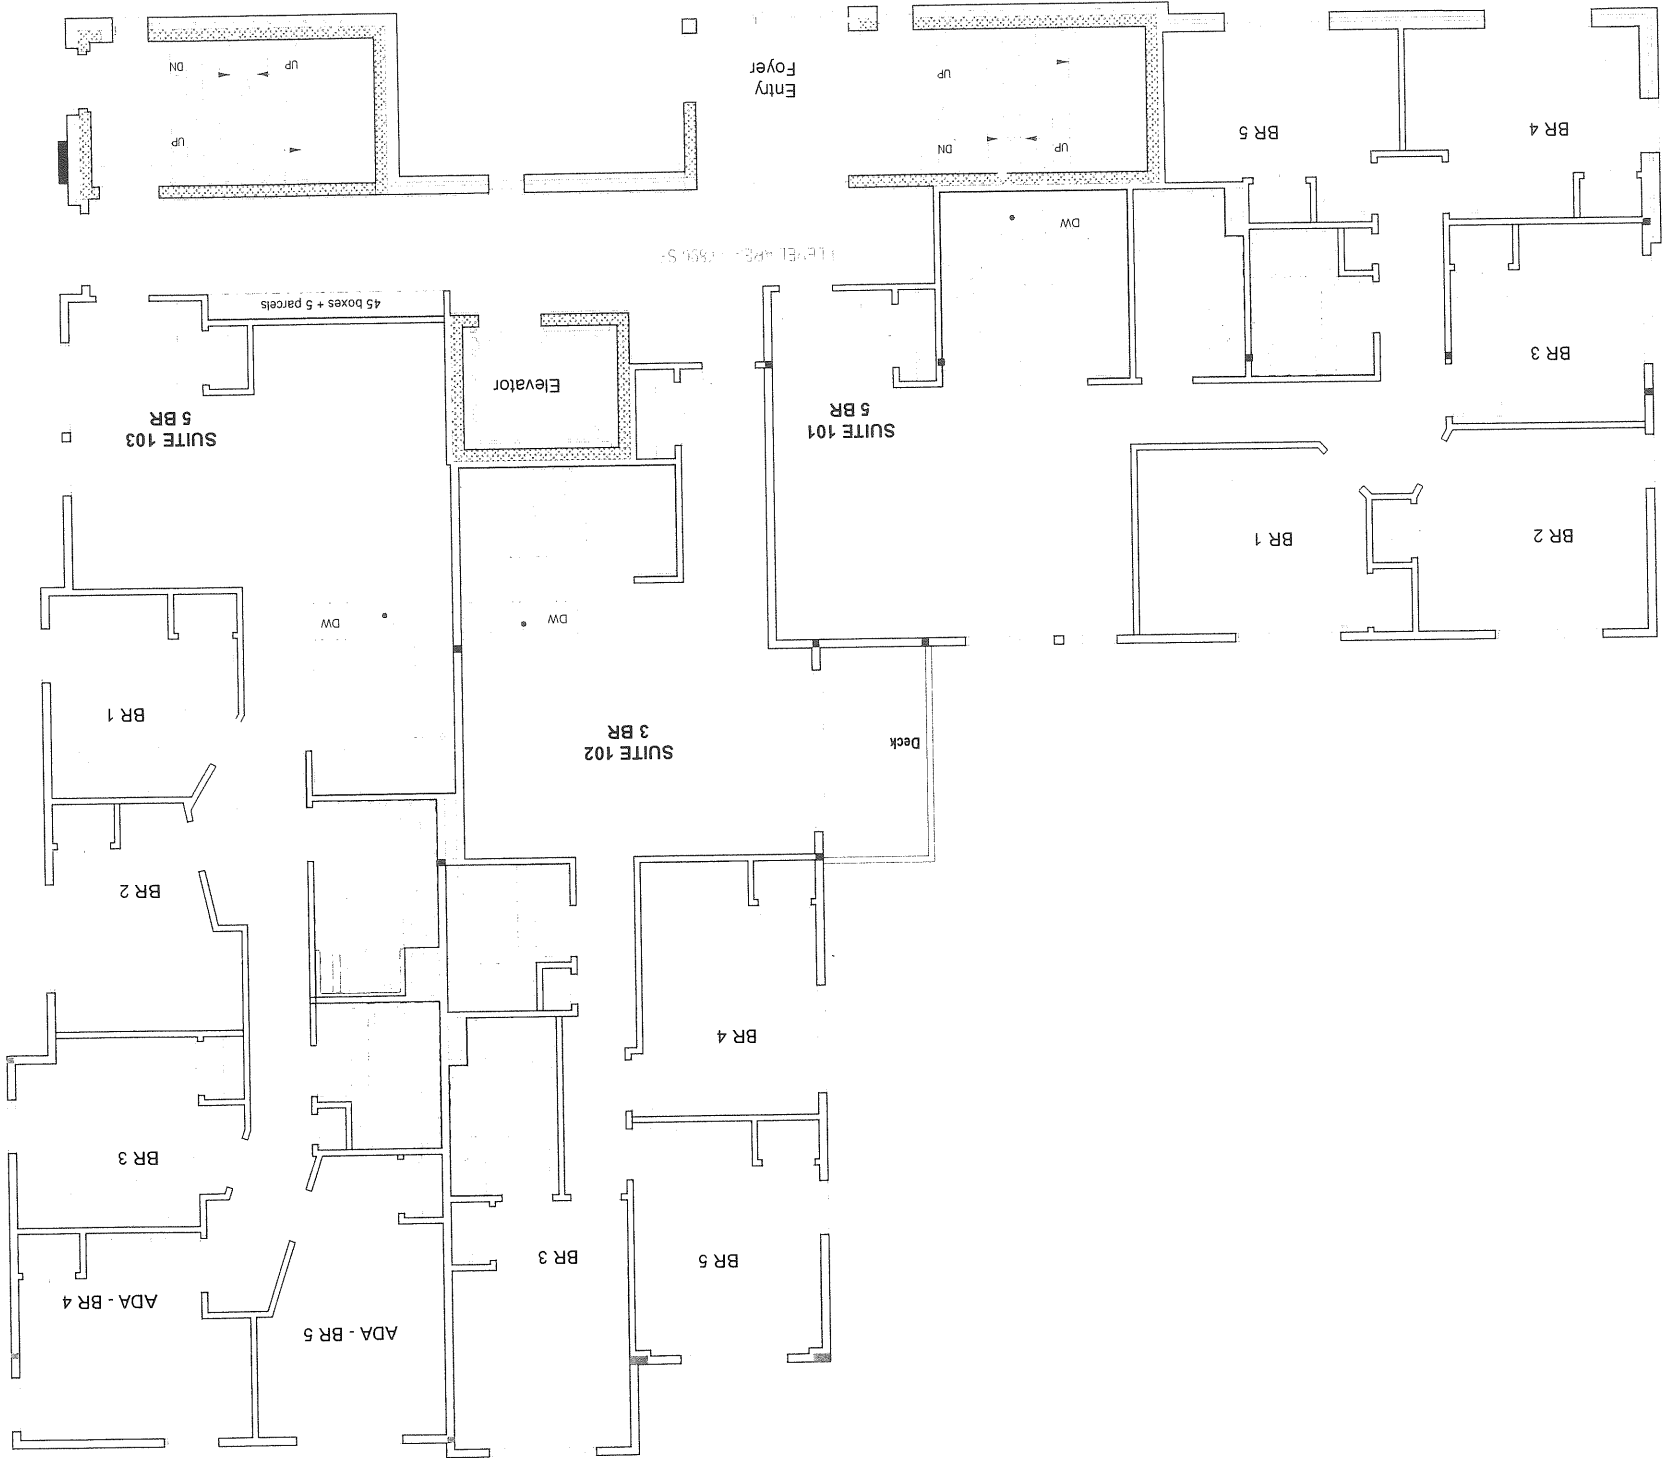 ADA - BR 5
ADA - BR 4
BR 5
BR 3
BR 3
BR 4
BR 2
SUITE 102
3 BR
Deck
BR 1
DW
DW
BR 2
BR 1
SUITE 101
5 BR
SUITE 103
5 BR
Elevator
BR 3
45 boxes + 5 parcels
LEVEL
DW
UP
DN
UP
BR 4
BR 5
Entry
Foyer
UP
UP
DN